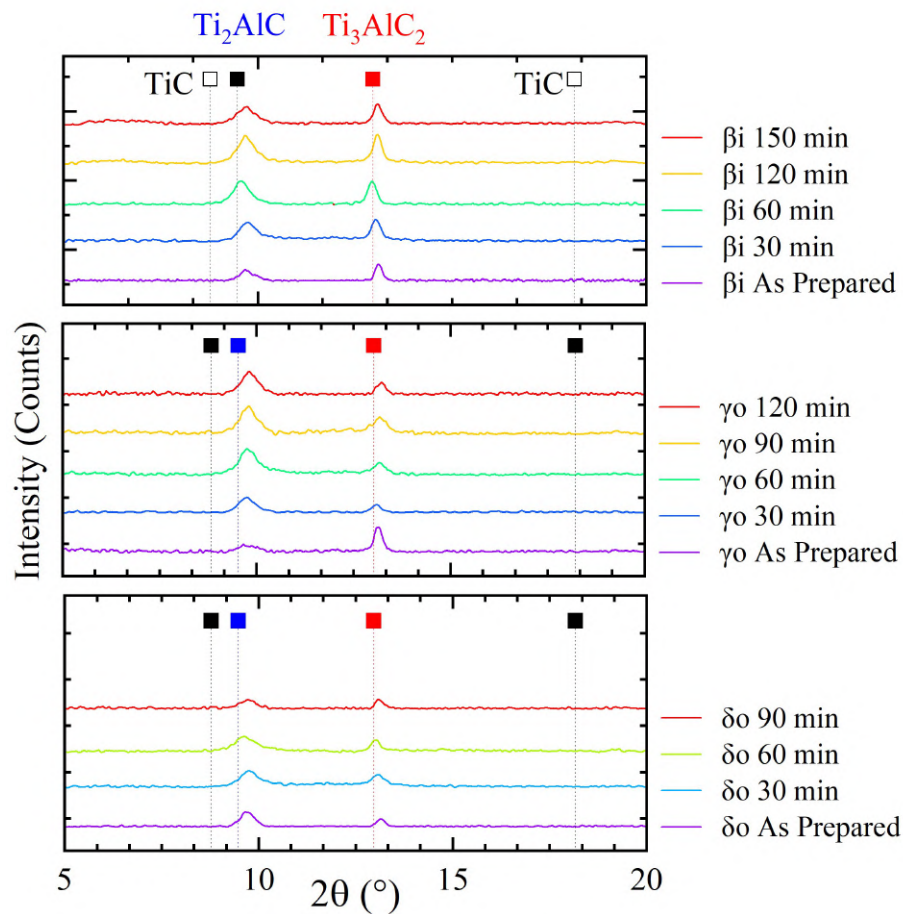 Ti₂AlC Ti₃AlC₂
TiC TiC
βi 150 min
βi 120 min
βi 60 min
βi 30 min
βi As Prepared
Intensity (Counts)
γo 120 min
γo 90 min
γo 60 min
γo 30 min
γo As Prepared
δo 90 min
δo 60 min
δo 30 min
δo As Prepared
5 10 15 20
2θ (°)